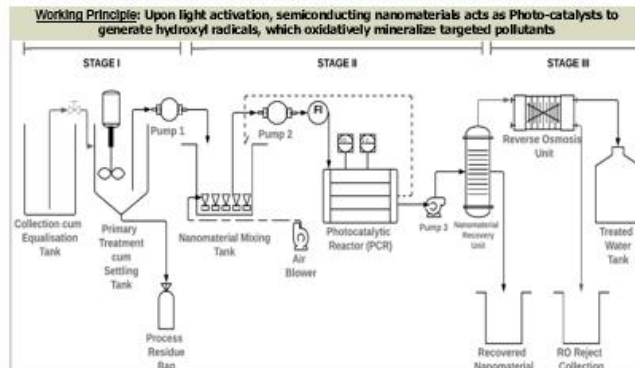 Working Principle: Upon light activation, semiconducting nanomaterials acts as Photo-catalysts to
generate hydroxyl radicals, which oxidatively mineralize targeted pollutants
STAGE I
STAGE II
STAGE III
Pump 1
Pump 2
FI
Reverse Osmosis
Unit
Collection cum
Equalisation
Tank
Primary
Treatment
cum
Settling
Tank
Nanomaterial Mixing
Tank
Air
Blower
Photocatalytic
Reactor (PCR)
Pump 3
Nanomaterial
Recovery
Unit
Treated
Water
Tank
Process
Residue
Bag
Recovered
Nanomaterial
RO Reject
Collection